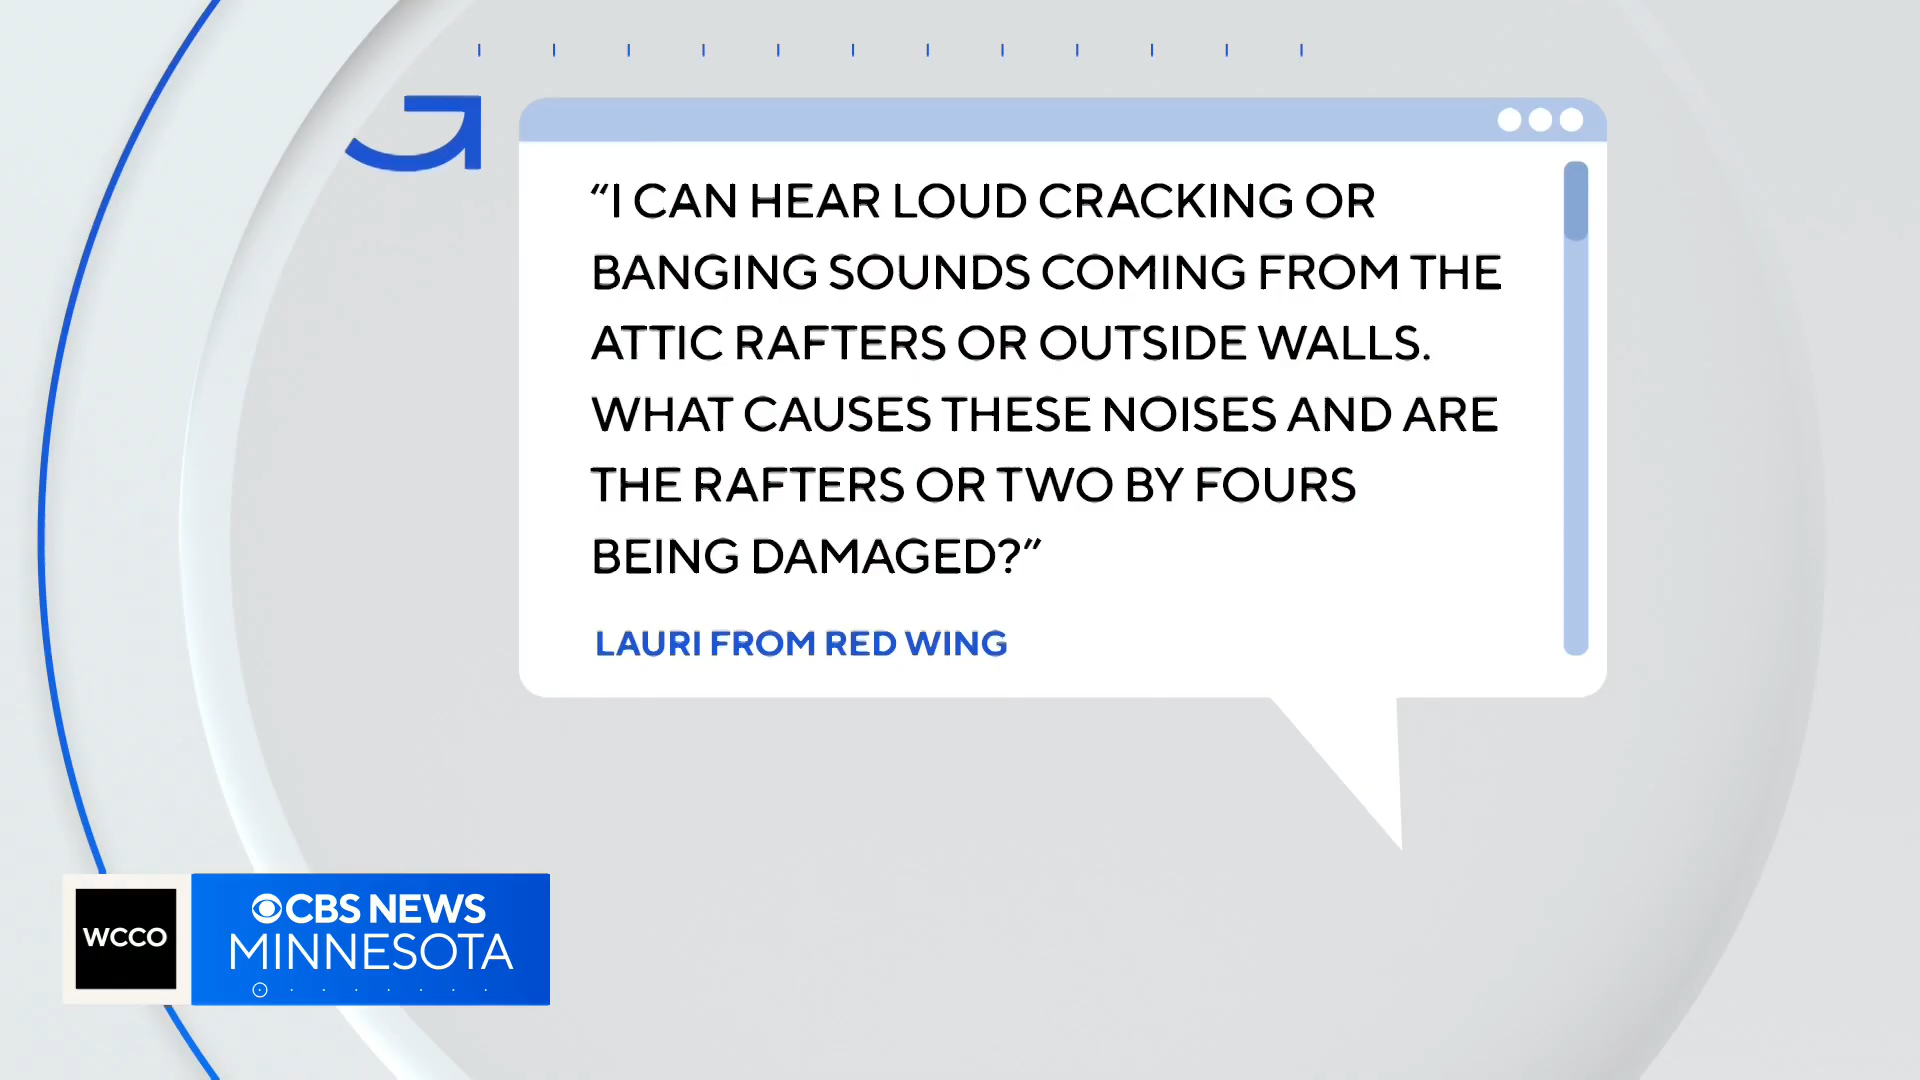 “I CAN HEAR LOUD CRACKING OR
BANGING SOUNDS COMING FROM THE
ATTIC RAFTERS OR OUTSIDE WALLS.
WHAT CAUSES THESE NOISES AND ARE
THE RAFTERS OR TWO BY FOURS
BEING DAMAGED?”
LAURI FROM RED WING
WCCO
CBS NEWS
MINNESOTA